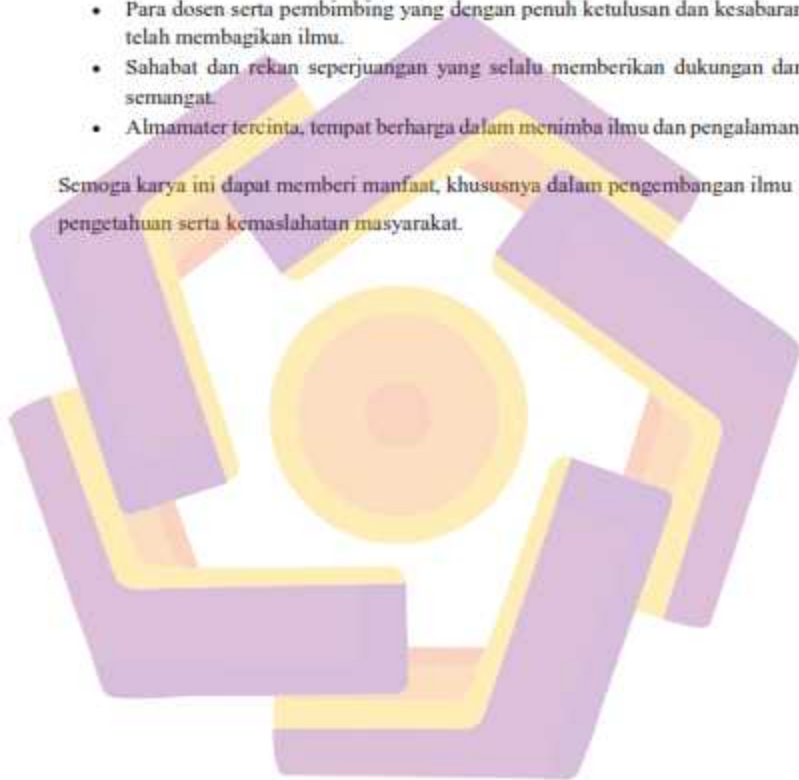 • Para dosen serta pembimbing yang dengan penuh ketulusan dan kesabaran
telah membagikan ilmu.
• Sahabat dan rekan seperjuangan yang selalu memberikan dukungan dan
semangat.
• Almamater tercinta, tempat berharga dalam menimba ilmu dan pengalaman
Semoga karya ini dapat memberi manfaat, khususnya dalam pengembangan ilmu
pengetahuan serta kemaslahatan masyarakat.